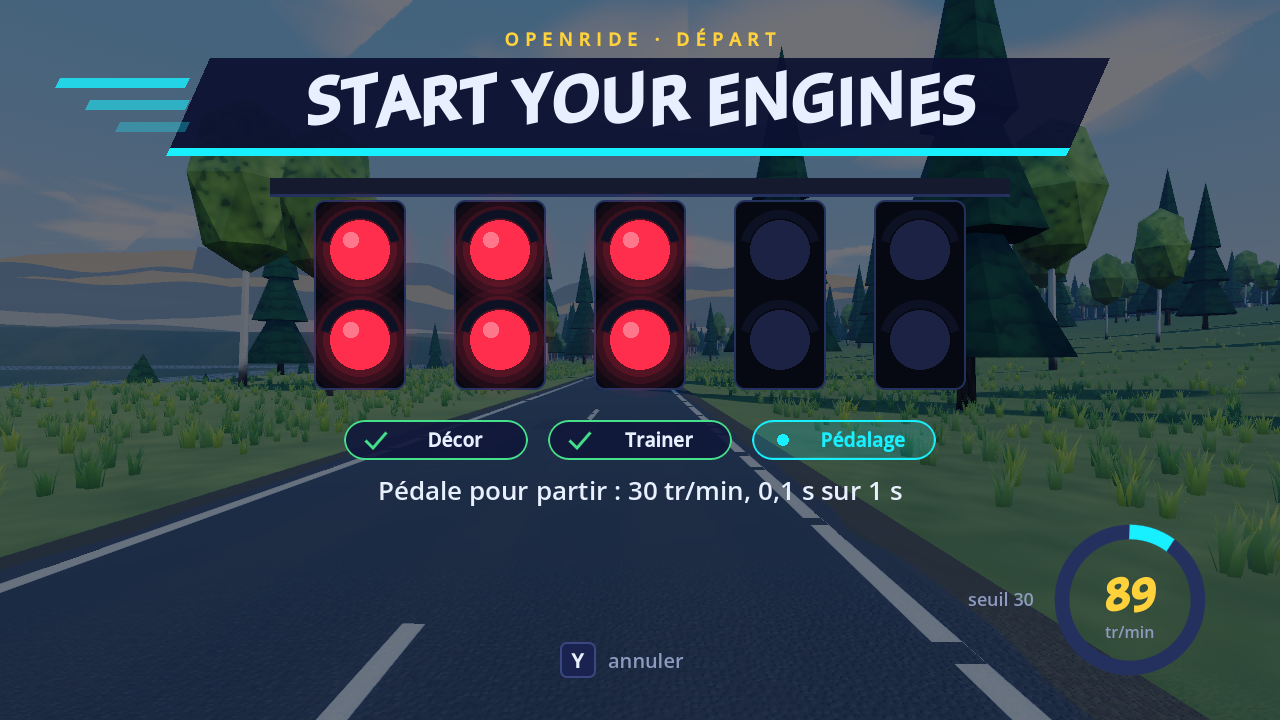 OPENRIDE · DÉPART
START YOUR ENGINES
Décor
Trainer
Pédalage
Pédale pour partir : 30 tr/min, 0,1 s sur 1 s
seuil 30
89
tr/min
Y annuler